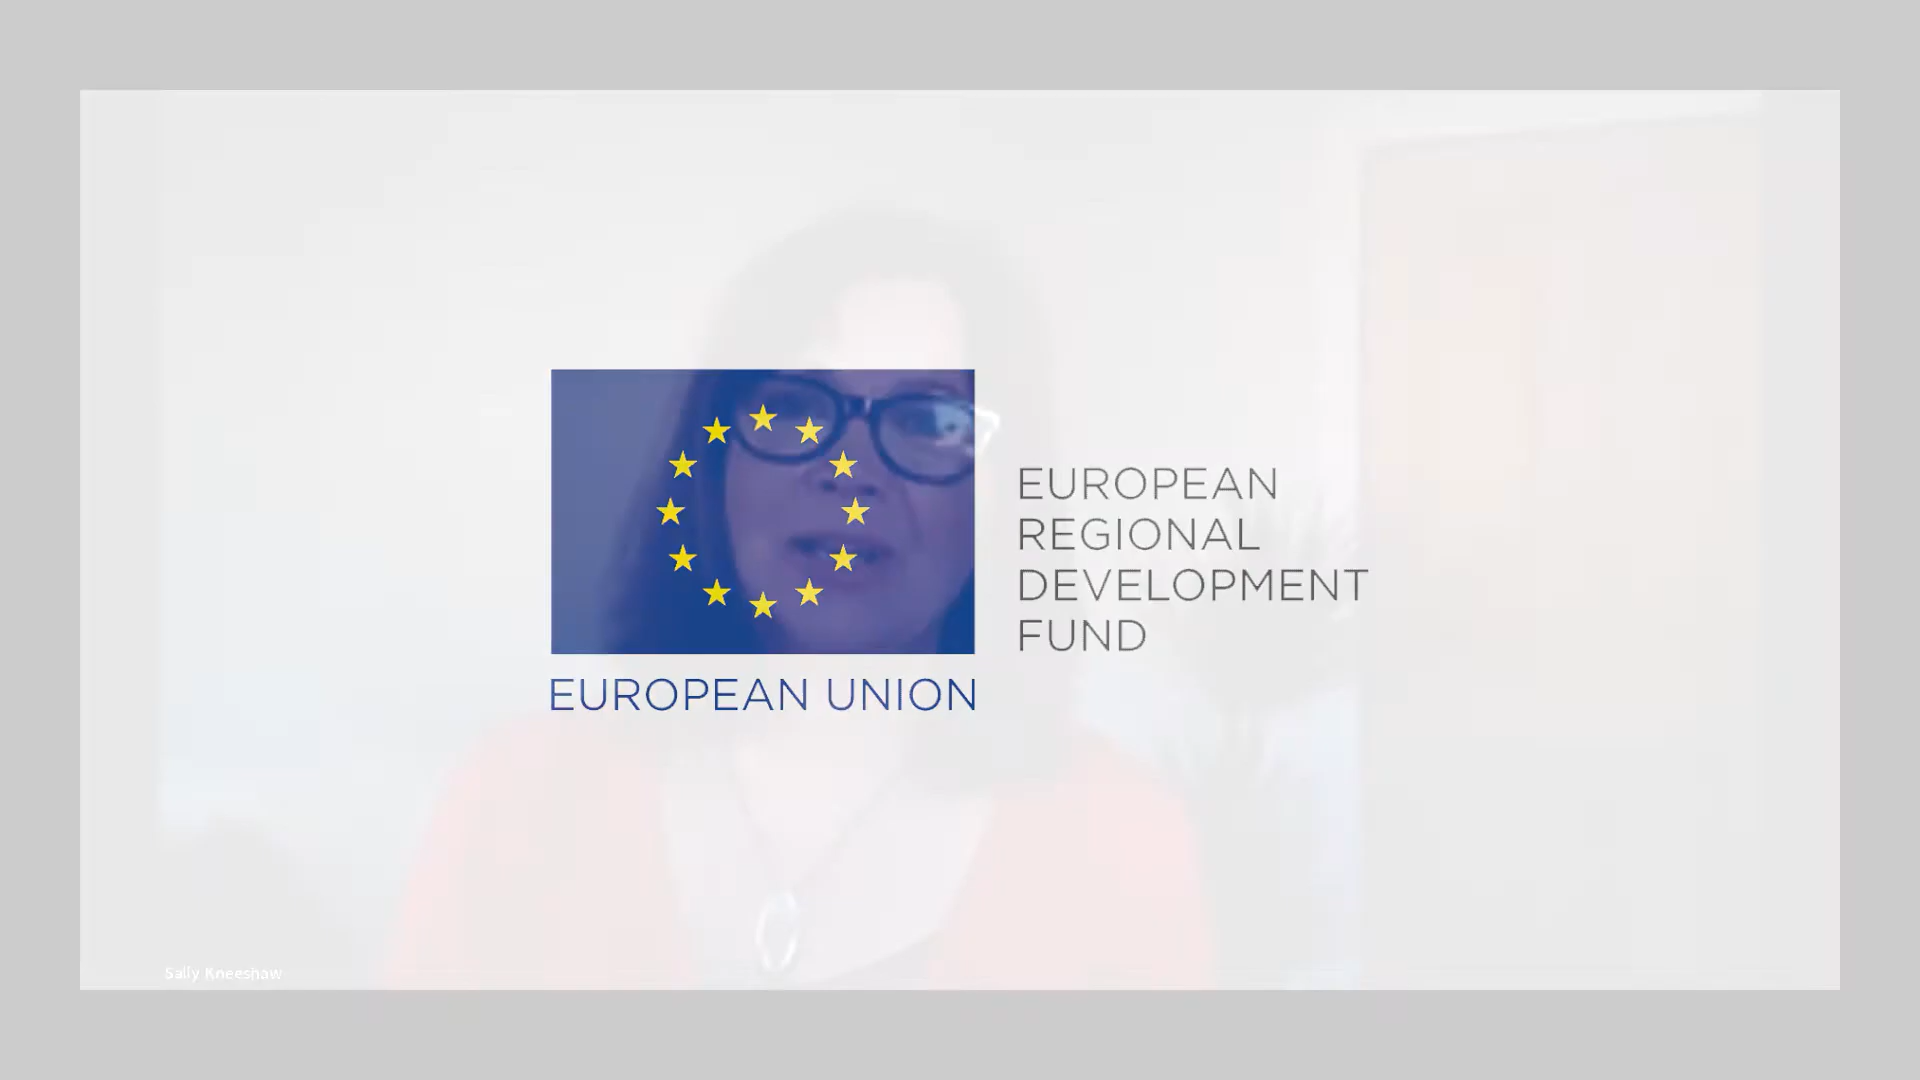 EUROPEAN
REGIONAL
DEVELOPMENT
FUND
EUROPEAN UNION
Sally Kneeshaw